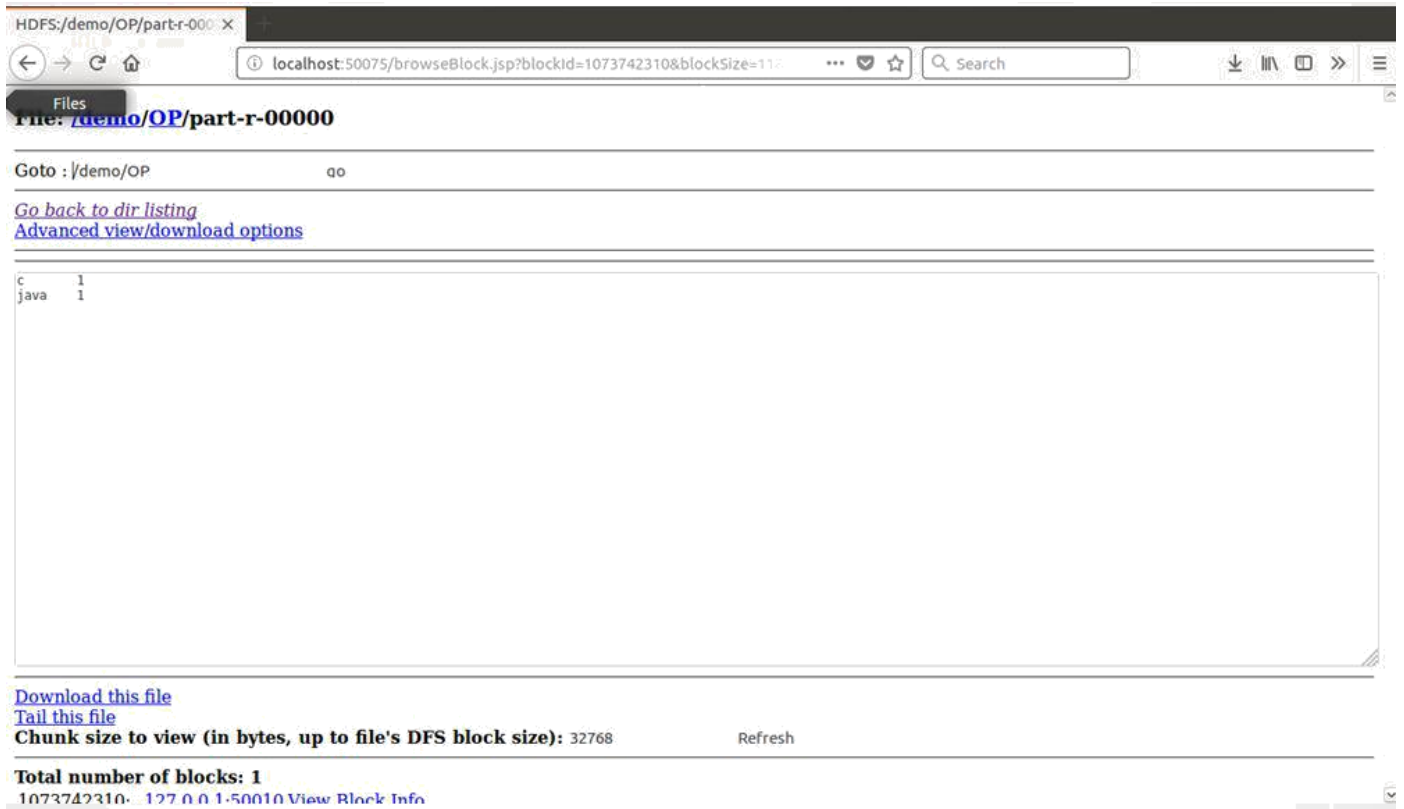 HDFS:/demo/OP/part-r-000
localhost:50075/browseBlock.jsp?blockId=1073742310&blockSize=11
Search
Files
File: /demo/OP/part-r-00000
Goto : /demo/OP go
Go back to dir listing
Advanced view/download options
c 1
java 1
Download this file
Tail this file
Chunk size to view (in bytes, up to file's DFS block size): 32768 Refresh
Total number of blocks: 1
1073742310: 127.0.0.1:50010 View Block Info